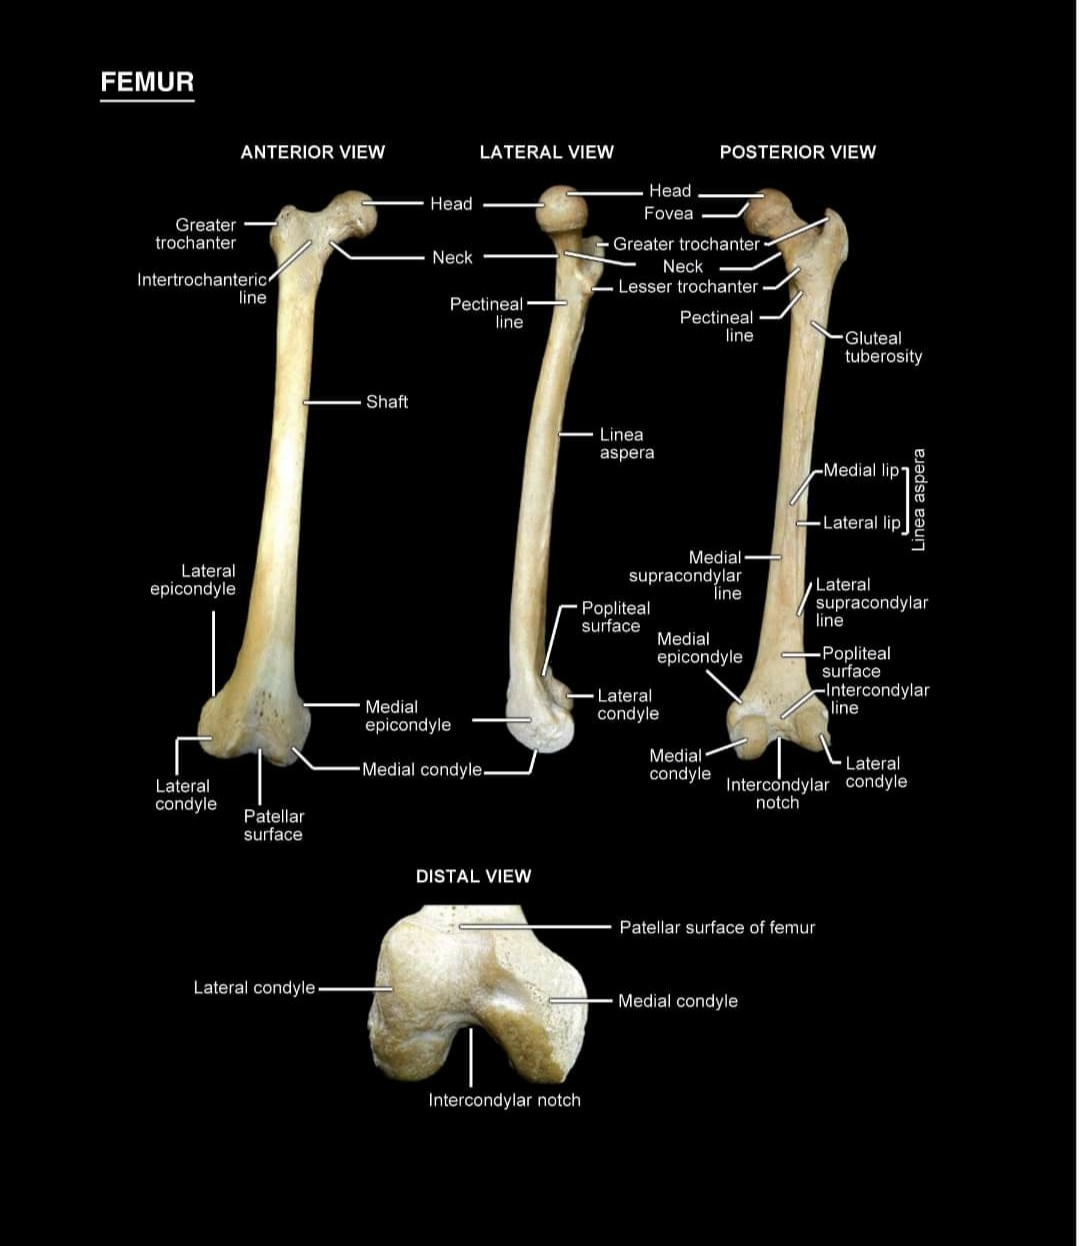 FEMUR
ANTERIOR VIEW
LATERAL VIEW
POSTERIOR VIEW
Greater
trochanter
Intertrochanteric
line
Head
Neck
Shaft
Lateral
epicondyle
Medial
epicondyle
Medial condyle
Lateral
condyle
Patellar
surface
Pectineal
line
Linea
aspera
Popliteal
surface
Lateral
condyle
Head
Fovea
Greater trochanter
Neck
Lesser trochanter
Pectineal
line
Gluteal
tuberosity
Medial lip
Lateral lip
Linea aspera
Medial
supracondylar
line
Lateral
supracondylar
line
Medial
epicondyle
Popliteal
surface
Intercondylar
line
Medial
condyle
Intercondylar
notch
Lateral
condyle
DISTAL VIEW
Patellar surface of femur
Lateral condyle
Medial condyle
Intercondylar notch